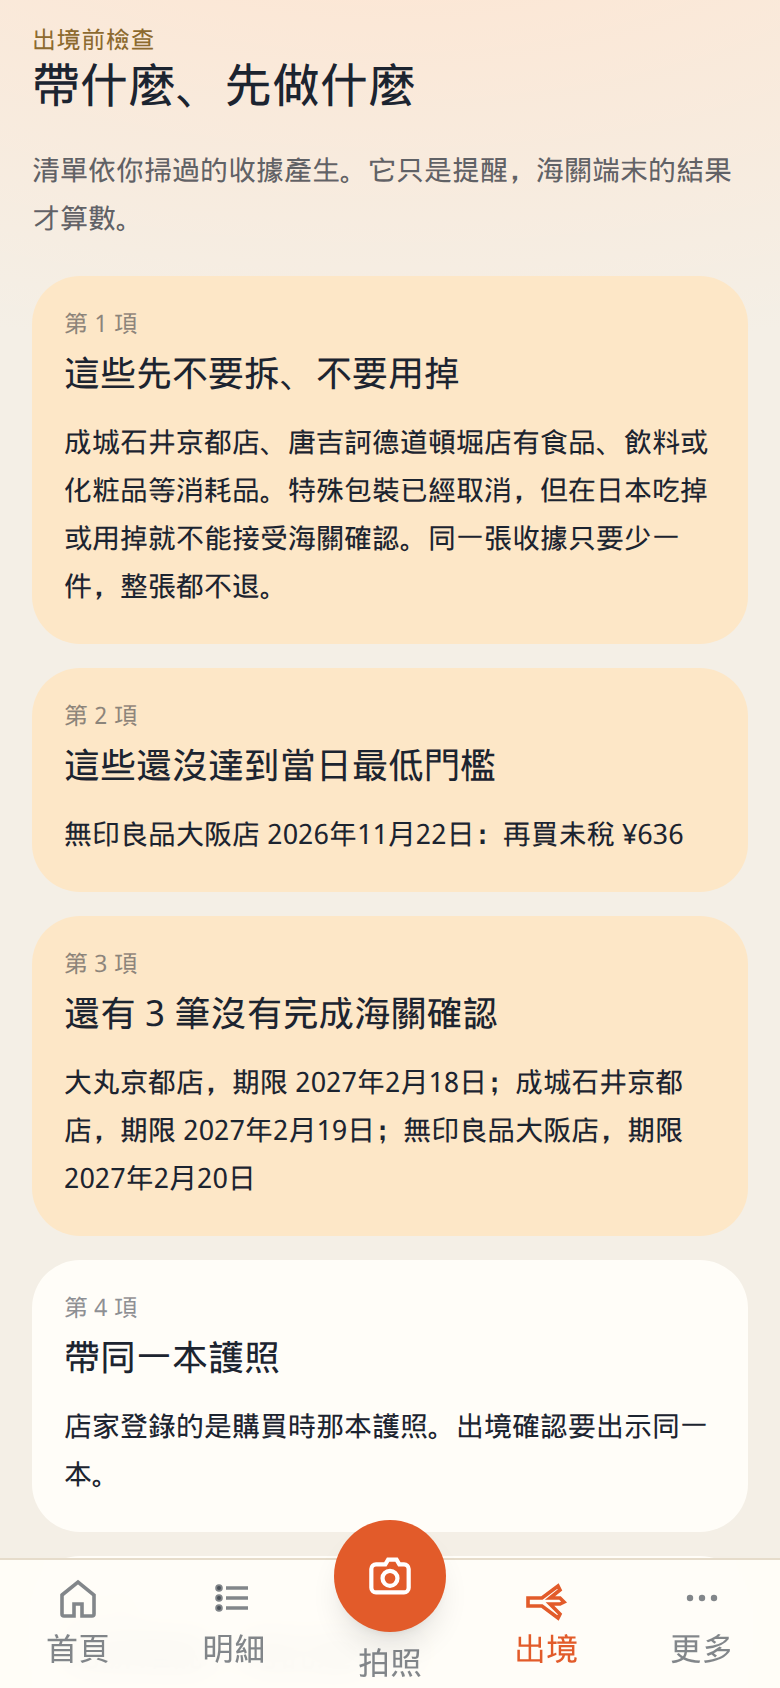 出境前檢查
帶什麼、先做什麼
清單依你掃過的收據產生。它只是提醒，海關端末的結果
才算數。
第 1 項
這些先不要拆、不要用掉
成城石井京都店、唐吉訶德道頓堀店有食品、飲料或
化粧品等消耗品。特殊包裝已經取消，但在日本吃掉
或用掉就不能接受海關確認。同一張收據只要少一
件，整張都不退。
第 2 項
這些還沒達到當日最低門檻
無印良品大阪店 2026年11月22日：再買未稅 ¥636
第 3 項
還有 3 筆沒有完成海關確認
大丸京都店，期限 2027年2月18日；成城石井京都
店，期限 2027年2月19日；無印良品大阪店，期限
2027年2月20日
第 4 項
帶同一本護照
店家登錄的是購買時那本護照。出境確認要出示同一
本。
首頁
明細
拍照
出境
更多